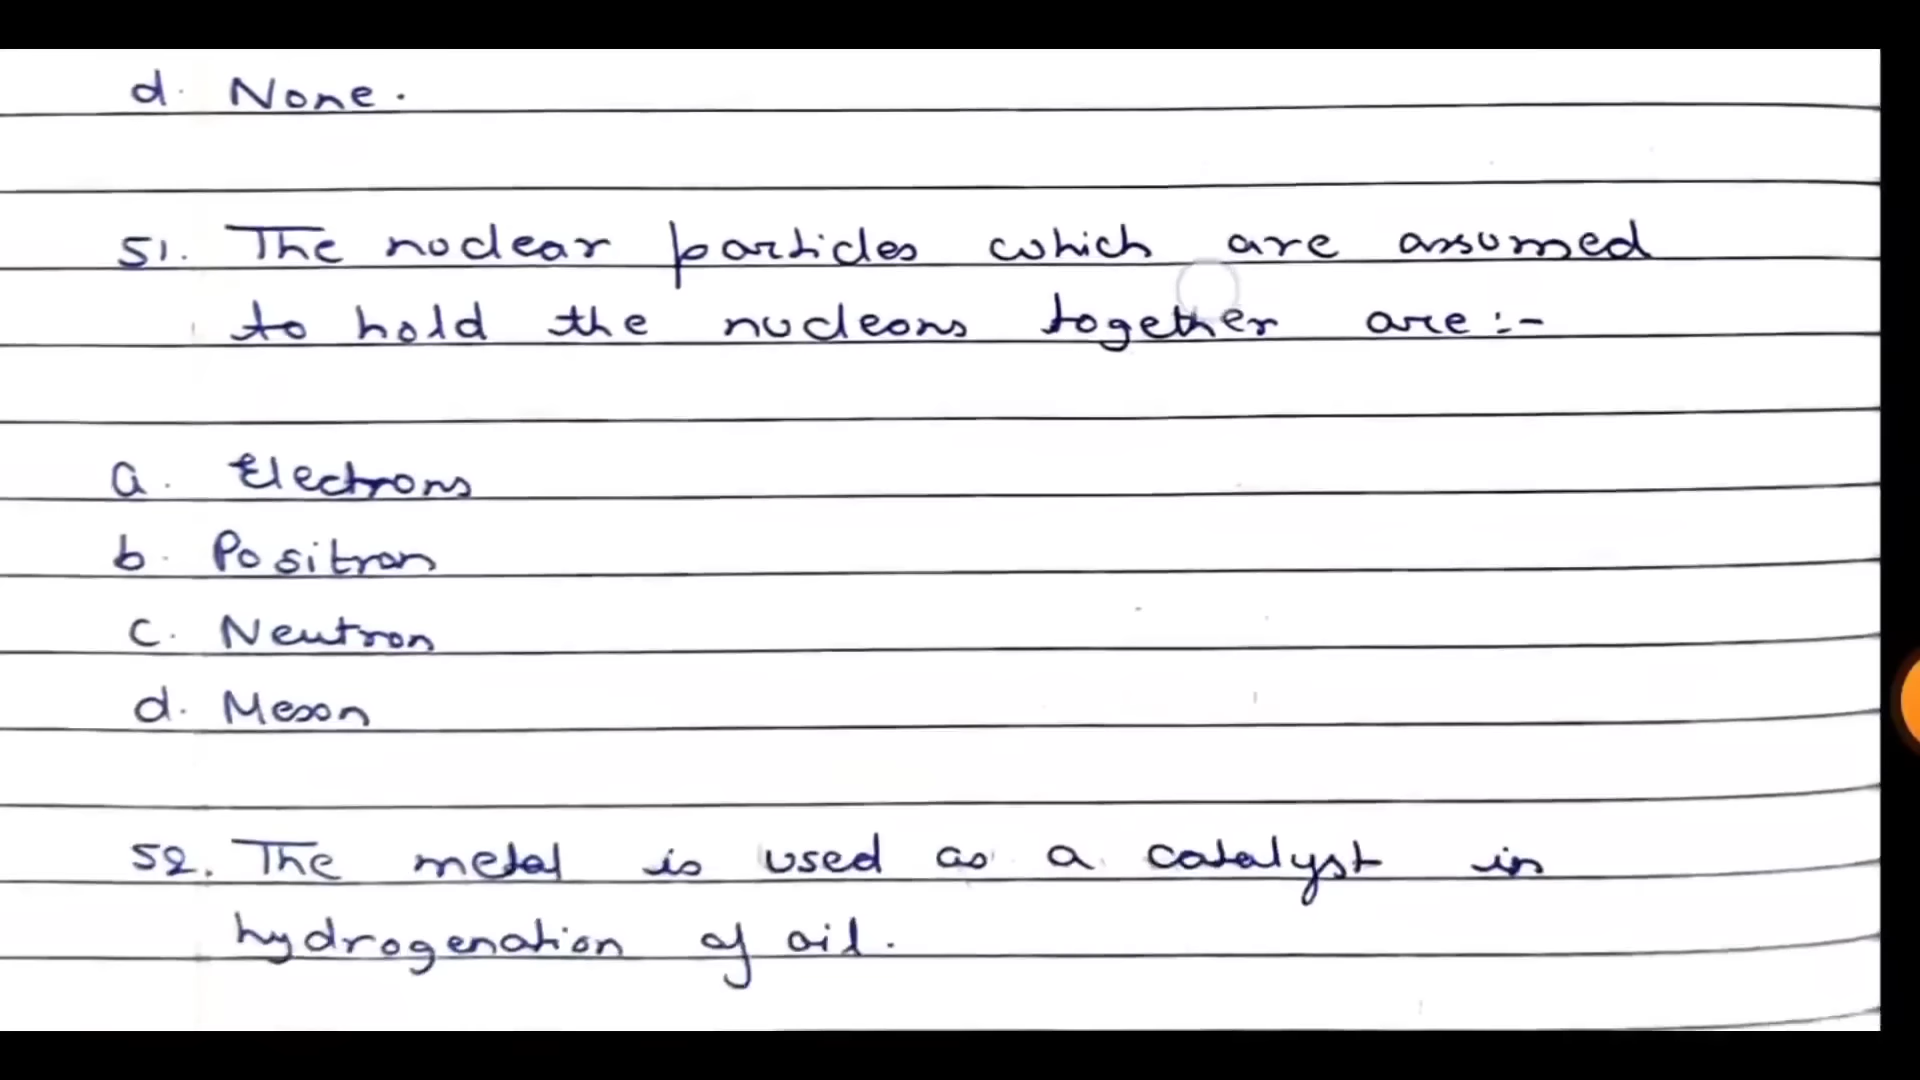 d. None.
51. The nuclear particles which are assumed
to hold the nucleons together are :-
a. Electrons
b. Positron
c. Neutron
d. Meson
52. The metal is used as a catalyst in
hydrogenation of oil.